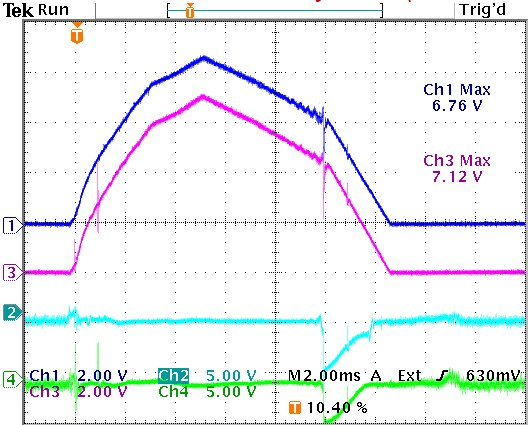 Tek Run Trig'd
T
T
Ch1 Max
6.76 V
Ch3 Max
7.12 V
1
3
2
4
Ch1 2.00 V Ch2 5.00 V M2.00ms A Ext 630mV
Ch3 2.00 V Ch4 5.00 V
T 10.40 %